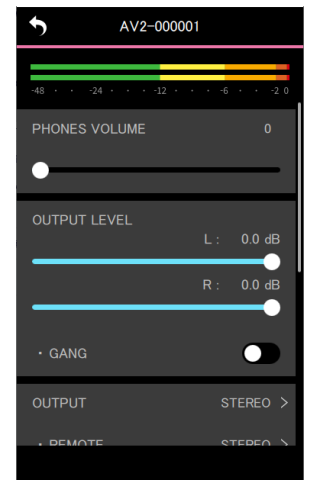 AV2-000001
-48 · · -24 · · · -12 · · · -6 · · -2 0
PHONES VOLUME 0
OUTPUT LEVEL
L : 0.0 dB
R : 0.0 dB
・GANG
OUTPUT STEREO >
・REMOTE STEREO >